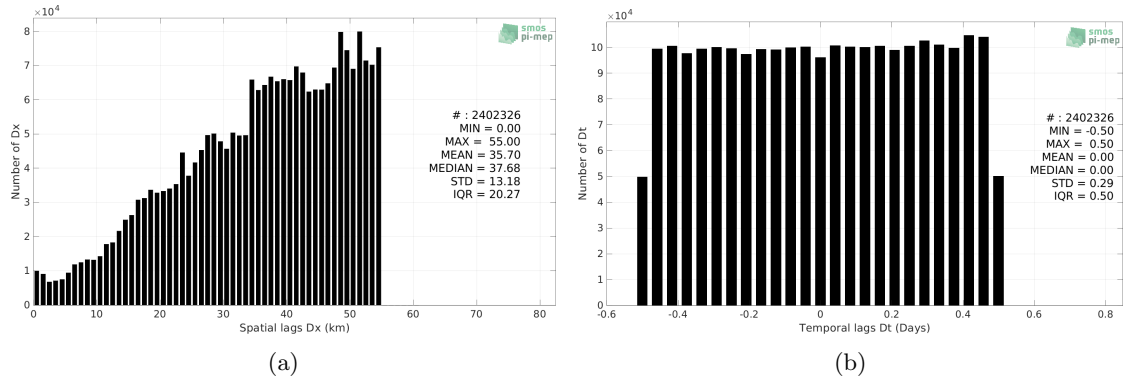 ×10⁴
8
7
6
5
4
3
2
1
0
Number of Dx
0 10 20 30 40 50 60 70 80
Spatial lags Dx (km)
smos
pi-mep
# : 2402326
MIN = 0.00
MAX = 55.00
MEAN = 35.70
MEDIAN = 37.68
STD = 13.18
IQR = 20.27
(a)
×10⁴
11
10
9
8
7
6
5
4
3
2
1
0
Number of Dt
-0.6 -0.4 -0.2 0 0.2 0.4 0.6 0.8
Temporal lags Dt (Days)
smos
pi-mep
# : 2402326
MIN = -0.50
MAX = 0.50
MEAN = 0.00
MEDIAN = 0.00
STD = 0.29
IQR = 0.50
(b)